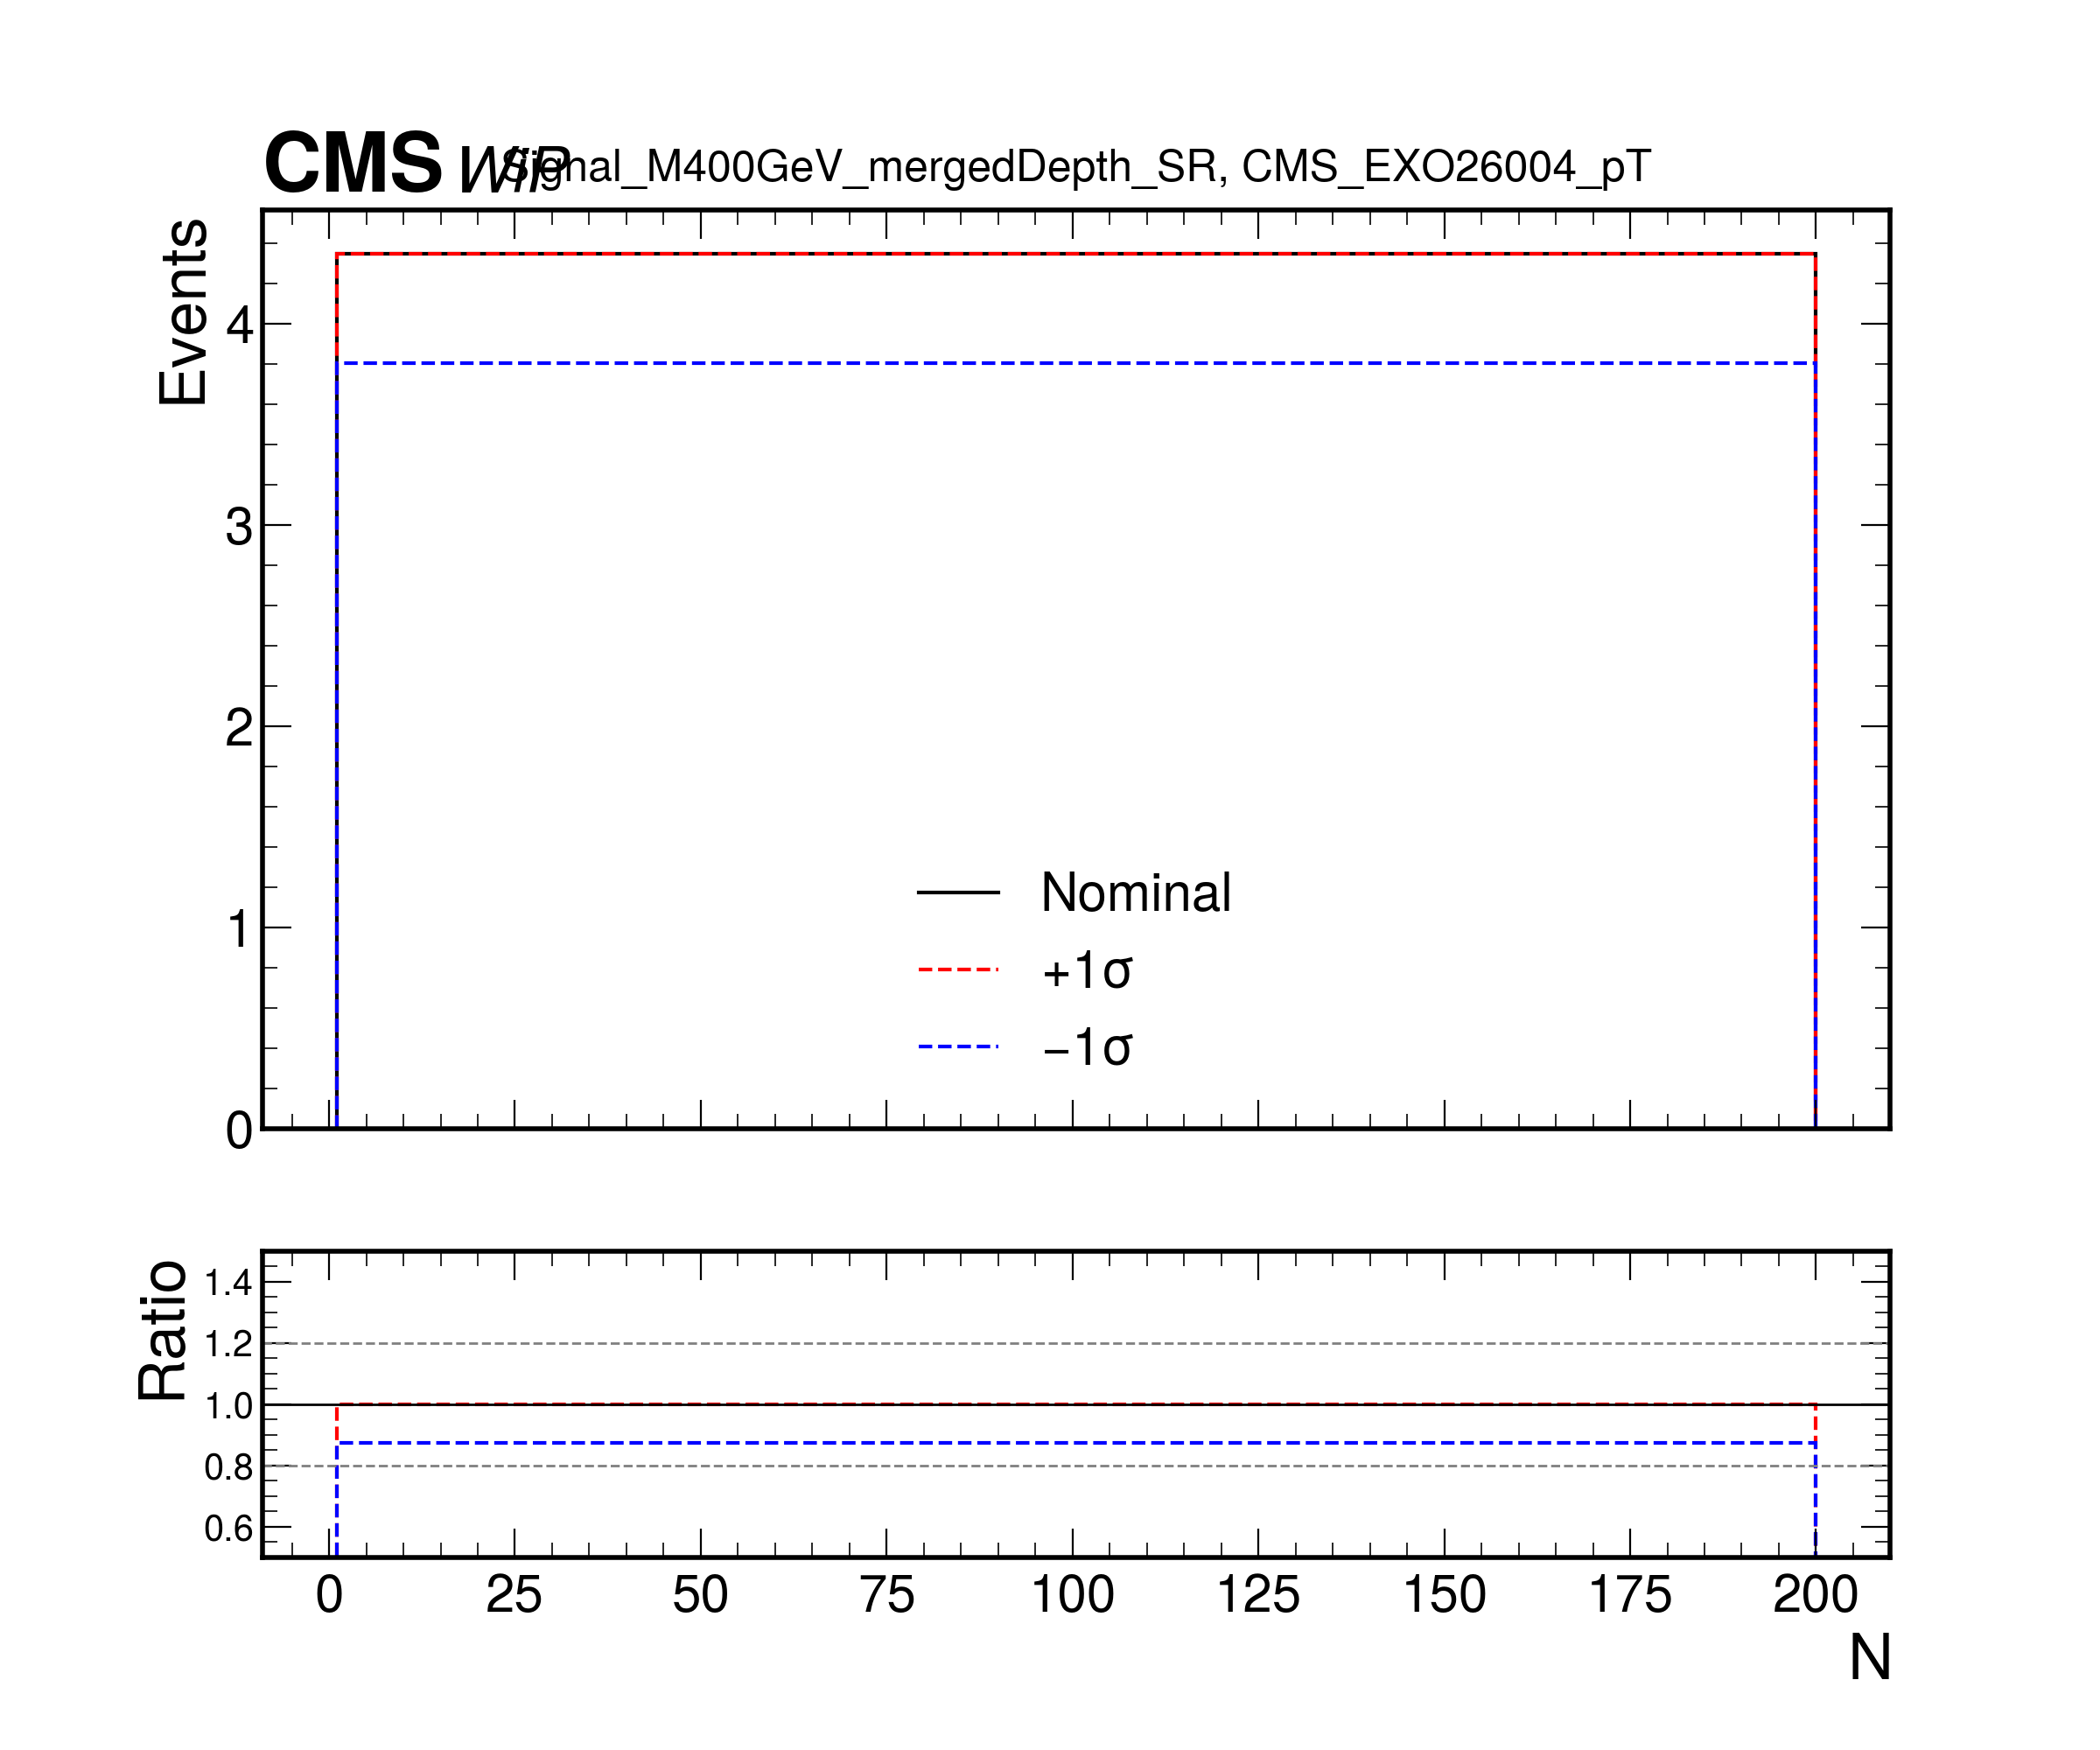 CMS WiP Signal_M400GeV_mergedDepth_SR, CMS_EXO26004_pT
Events
4
3
2
1
0
Nominal
+1σ
−1σ
Ratio
1.4
1.2
1.0
0.8
0.6
0 25 50 75 100 125 150 175 200
N